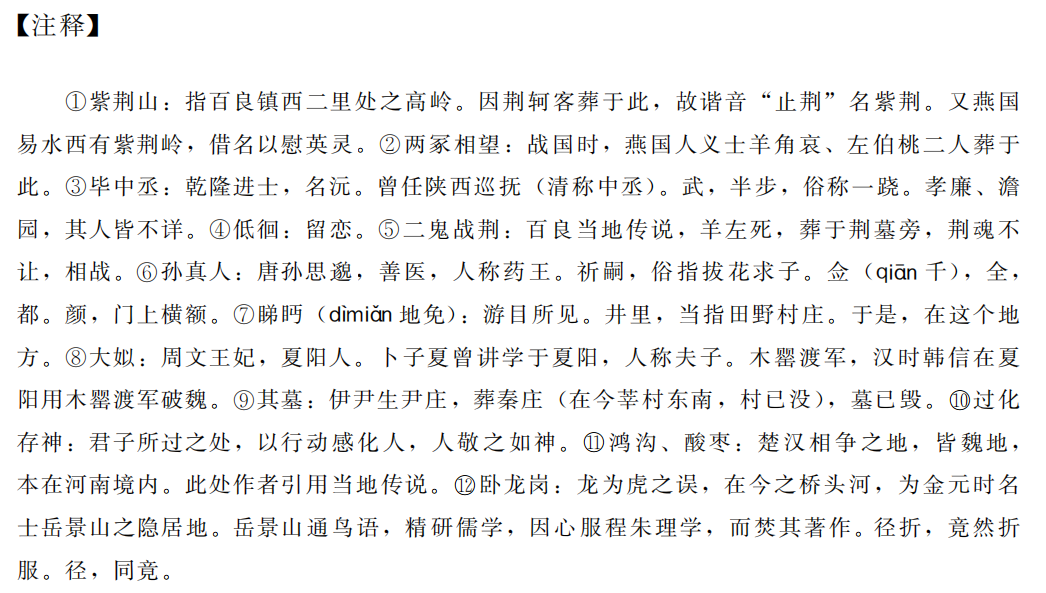 【注释】
①紫荆山：指百良镇西二里处之高岭。因荆轲客葬于此，故谐音“止荆”名紫荆。又燕国
易水西有紫荆岭，借名以慰英灵。②两冢相望：战国时，燕国人义士羊角哀、左伯桃二人葬于
此。③毕中丞：乾隆进士，名沅。曾任陕西巡抚（清称中丞）。武，半步，俗称一跷。孝廉、澹
园，其人皆不详。④低徊：留恋。⑤二鬼战荆：百良当地传说，羊左死，葬于荆墓旁，荆魂不
让，相战。⑥孙真人：唐孙思邈，善医，人称药王。祈嗣，俗指拔花求子。佥（qiān 千），全，
都。颜，门上横额。⑦睇眄（dìmiǎn 地免）：游目所见。井里，当指田野村庄。于是，在这个地
方。⑧大姒：周文王妃，夏阳人。卜子夏曾讲学于夏阳，人称夫子。木罂渡军，汉时韩信在夏
阳用木罂渡军破魏。⑨其墓：伊尹生尹庄，葬秦庄（在今莘村东南，村已没），墓已毁。⑩过化
存神：君子所过之处，以行动感化人，人敬之如神。⑪鸿沟、酸枣：楚汉相争之地，皆魏地，
本在河南境内。此处作者引用当地传说。⑫卧龙岗：龙为虎之误，在今之桥头河，为金元时名
士岳景山之隐居地。岳景山通鸟语，精研儒学，因心服程朱理学，而焚其著作。径折，竟然折
服。径，同竟。